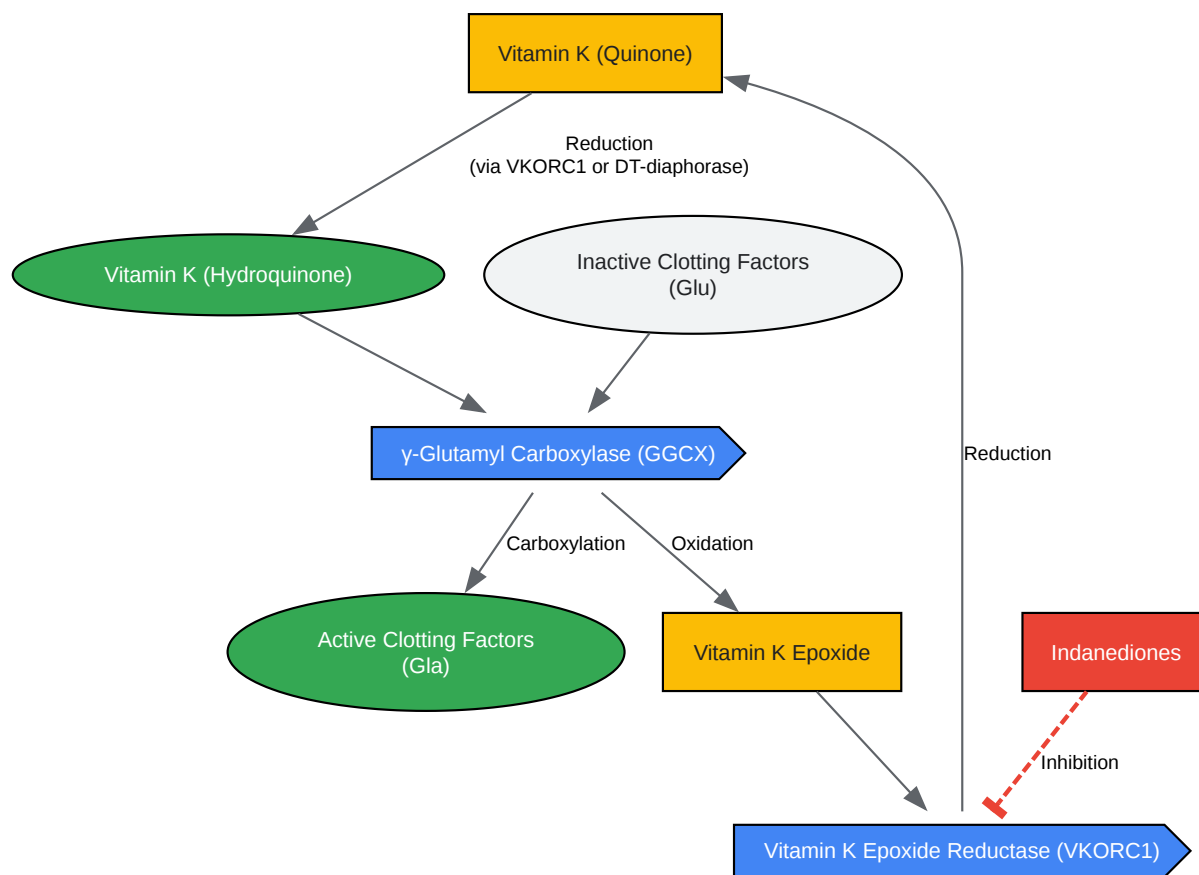 Vitamin K (Quinone)
Reduction
(via VKORC1 or DT-diaphorase)
Vitamin K (Hydroquinone)
Inactive Clotting Factors
(Glu)
γ-Glutamyl Carboxylase (GGCX)
Reduction
Carboxylation
Oxidation
Active Clotting Factors
(Gla)
Vitamin K Epoxide
Indanediones
Inhibition
Vitamin K Epoxide Reductase (VKORC1)